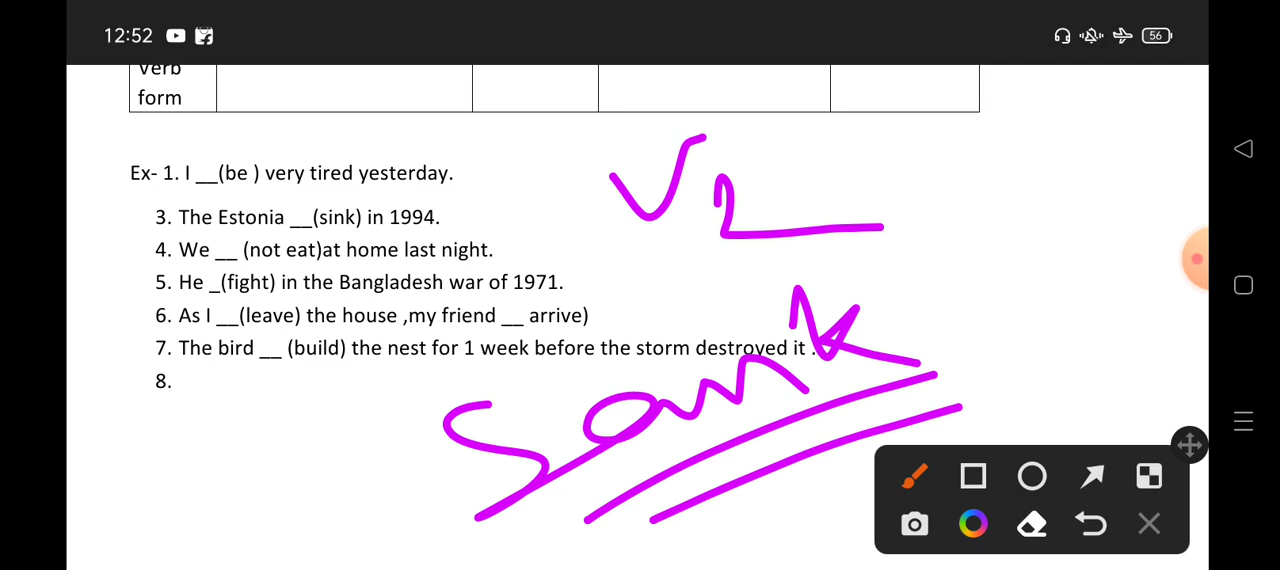 12:52 56
verb
form
Ex- 1. I __(be ) very tired yesterday.
V2
3. The Estonia __(sink) in 1994.
4. We __ (not eat)at home last night.
5. He _(fight) in the Bangladesh war of 1971.
6. As I __(leave) the house ,my friend __ arrive)
7. The bird __ (build) the nest for 1 week before the storm destroyed it .
8.
Sank